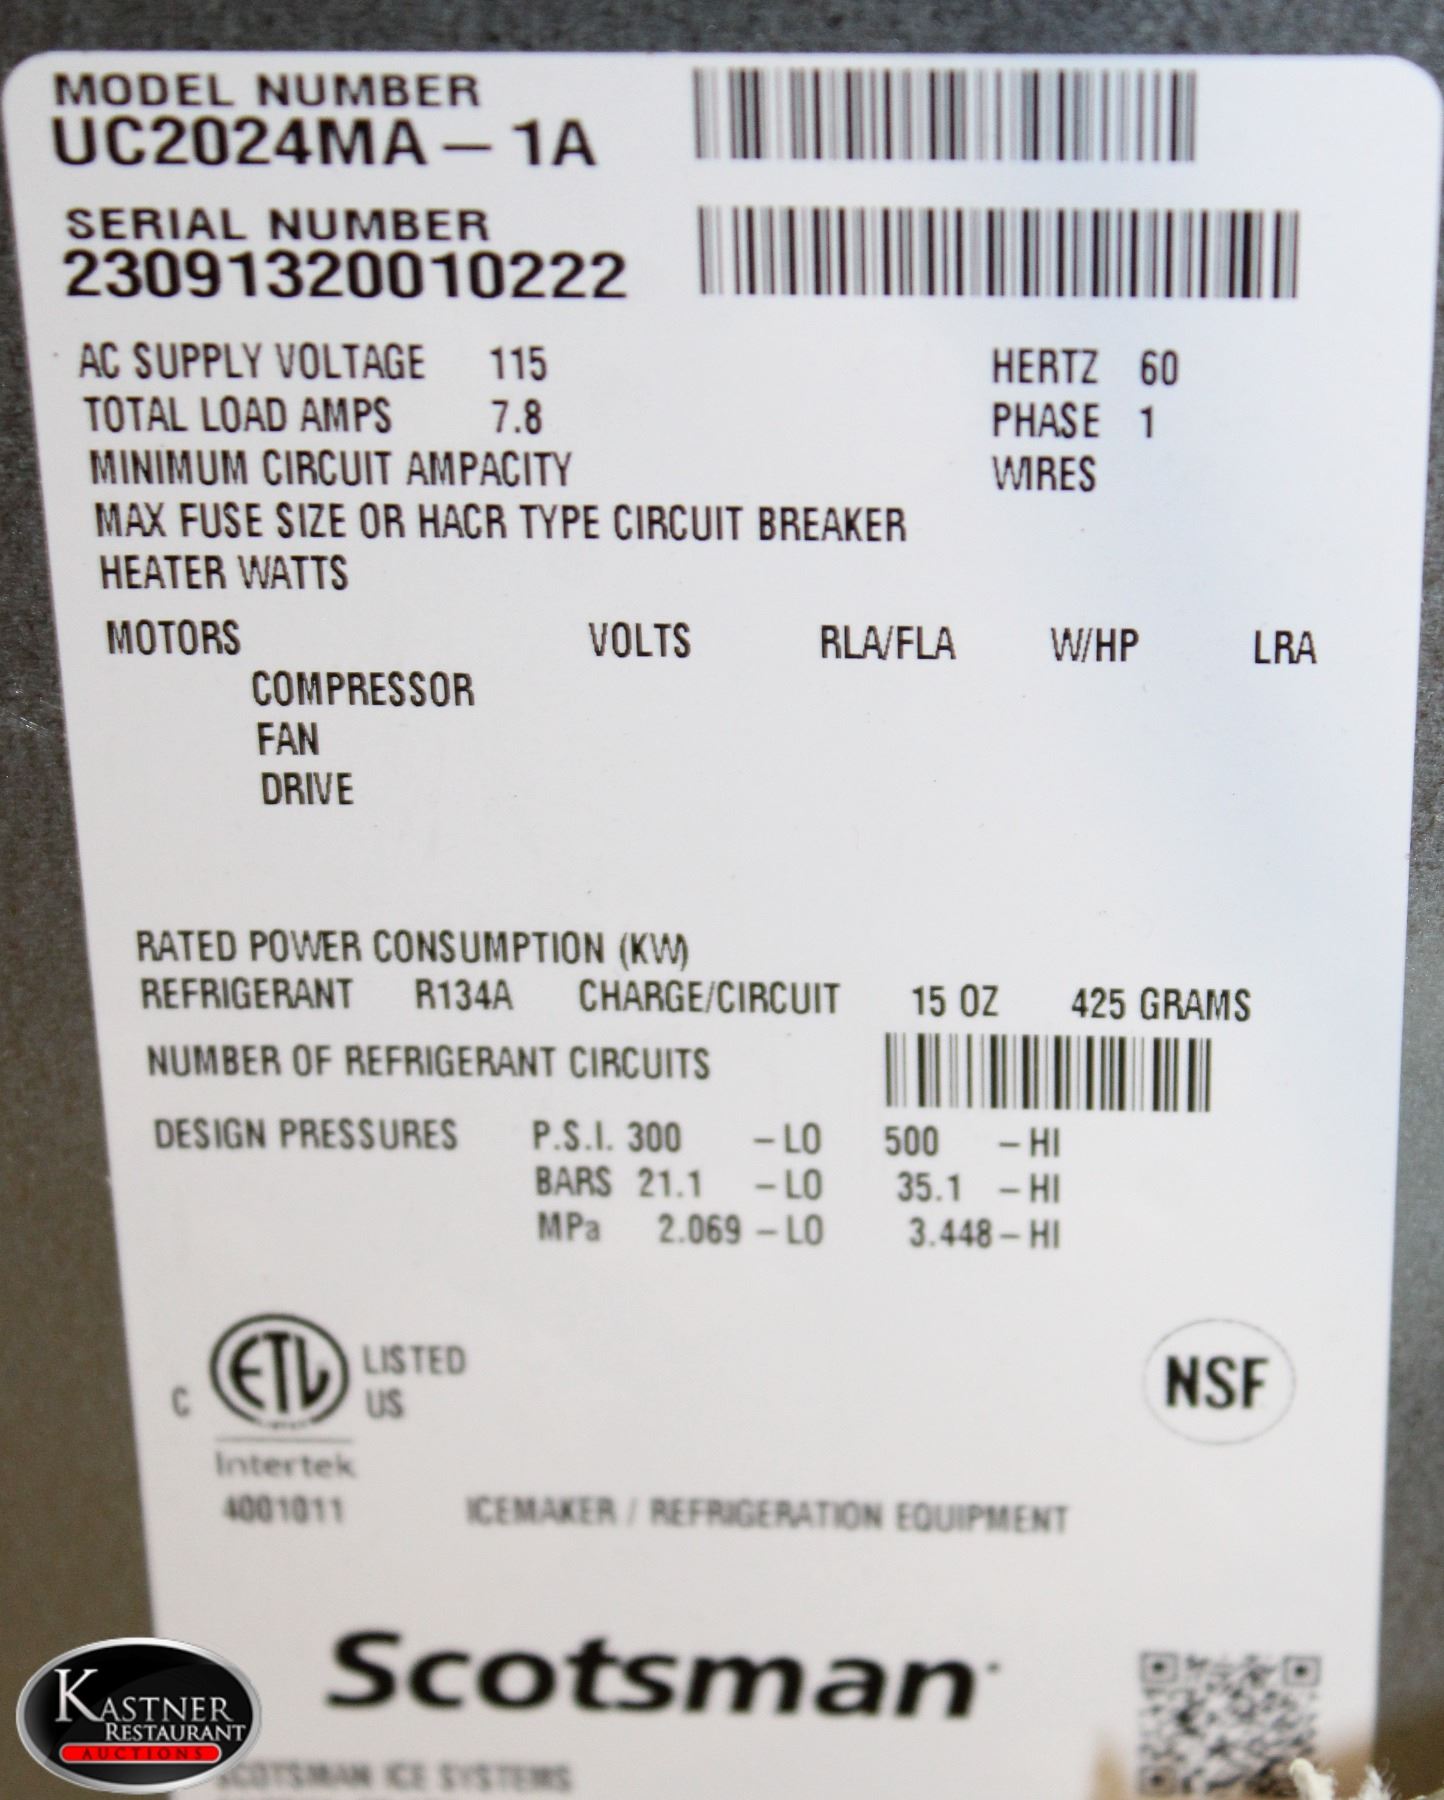 MODEL NUMBER
UC2024MA - 1A
SERIAL NUMBER
23091320010222
AC SUPPLY VOLTAGE 115 HERTZ 60
TOTAL LOAD AMPS 7.8 PHASE 1
MINIMUM CIRCUIT AMPACITY WIRES
MAX FUSE SIZE OR HACR TYPE CIRCUIT BREAKER
HEATER WATTS
MOTORS VOLTS RLA/FLA W/HP LRA
COMPRESSOR
FAN
DRIVE
RATED POWER CONSUMPTION (KW)
REFRIGERANT R134A CHARGE/CIRCUIT 15 OZ 425 GRAMS
NUMBER OF REFRIGERANT CIRCUITS
DESIGN PRESSURES P.S.I. 300 - LO 500 - HI
BARS 21.1 - LO 35.1 - HI
MPa 2.069 - LO 3.448 - HI
C ETL LISTED US
NSF
Intertek
4001011 ICEMAKER / REFRIGERATION EQUIPMENT
Scotsman
SCOTSMAN ICE SYSTEMS
KASTNER
RESTAURANT
AUCTIONS